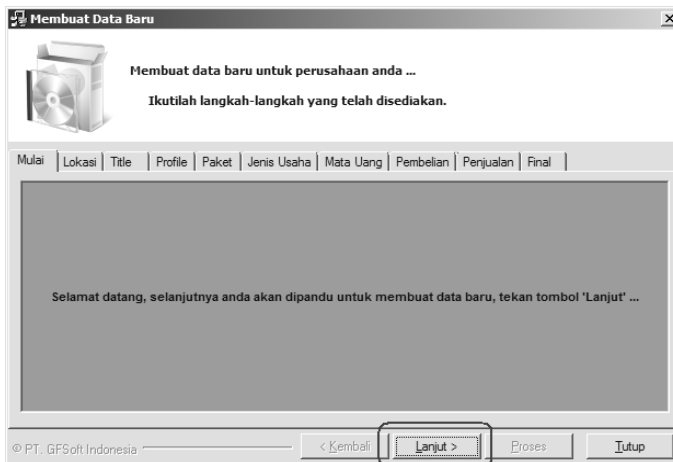 Membuat Data Baru
Membuat data baru untuk perusahaan anda ...
Ikutilah langkah-langkah yang telah disediakan.
Mulai Lokasi Title Profile Paket Jenis Usaha Mata Uang Pembelian Penjualan Final
Selamat datang, selanjutnya anda akan dipandu untuk membuat data baru, tekan tombol 'Lanjut' ...
© PT. GFSoft Indonesia < Kembali Lanjut > Proses Tutup